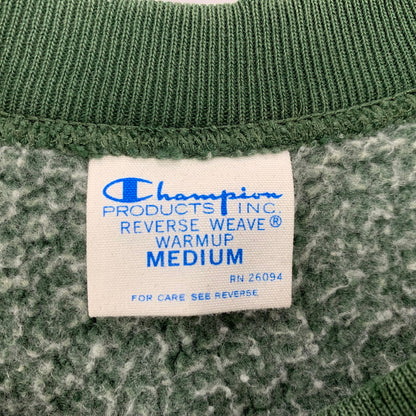 Champion
PRODUCTS INC.
REVERSE WEAVE®
WARMUP
MEDIUM
RN 26094
FOR CARE SEE REVERSE